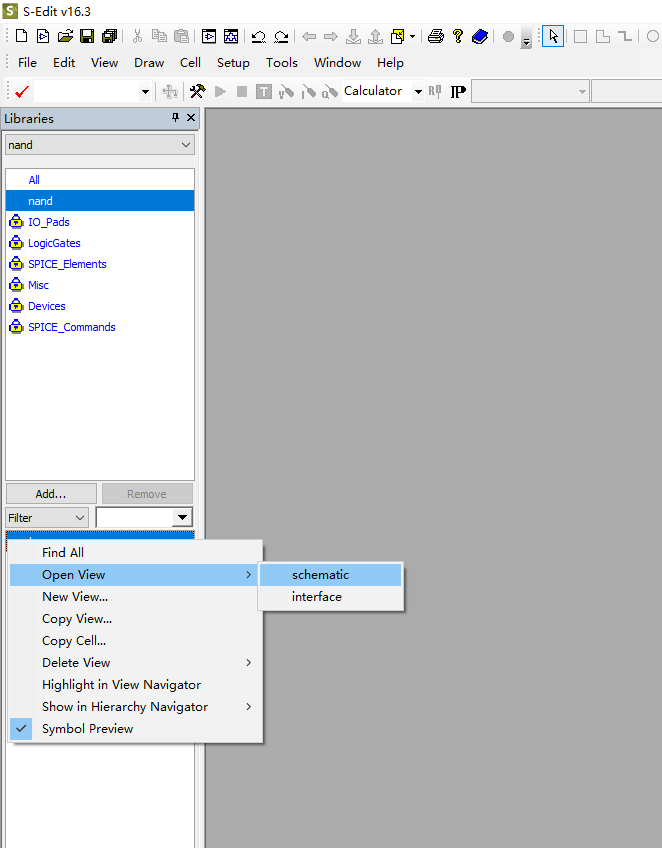 S-Edit v16.3
File Edit View Draw Cell Setup Tools Window Help
Calculator IP
Libraries
nand
All
nand
IO_Pads
LogicGates
SPICE_Elements
Misc
Devices
SPICE_Commands
Add... Remove
Filter
Find All
Open View
schematic
New View...
interface
Copy View...
Copy Cell...
Delete View
Highlight in View Navigator
Show in Hierarchy Navigator
Symbol Preview